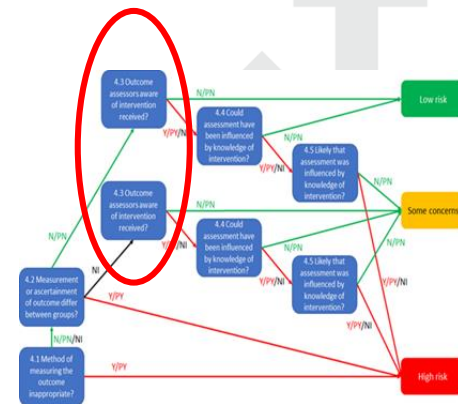 4.3 Outcome
assessors aware
of intervention
received?
N/PN
Low risk
Y/PY/NI
4.4 Could
assessment have
been influenced
by knowledge of
intervention?
N/PN
Y/PY/NI
4.5 Likely that
assessment was
influenced by
knowledge of
intervention?
N/PN
4.3 Outcome
assessors aware
of intervention
received?
N/PN
Some concerns
Y/PY/NI
4.4 Could
assessment have
been influenced
by knowledge of
intervention?
N/PN
Y/PY/NI
4.5 Likely that
assessment was
influenced by
knowledge of
intervention?
N/PN
Y/PY/NI
Y/PY/NI
N/PN
NI
4.2 Measurement
or ascertainment
of outcome differ
between groups?
Y/PY
N/PN/NI
4.1 Method of
measuring the
outcome
inappropriate?
Y/PY
High risk